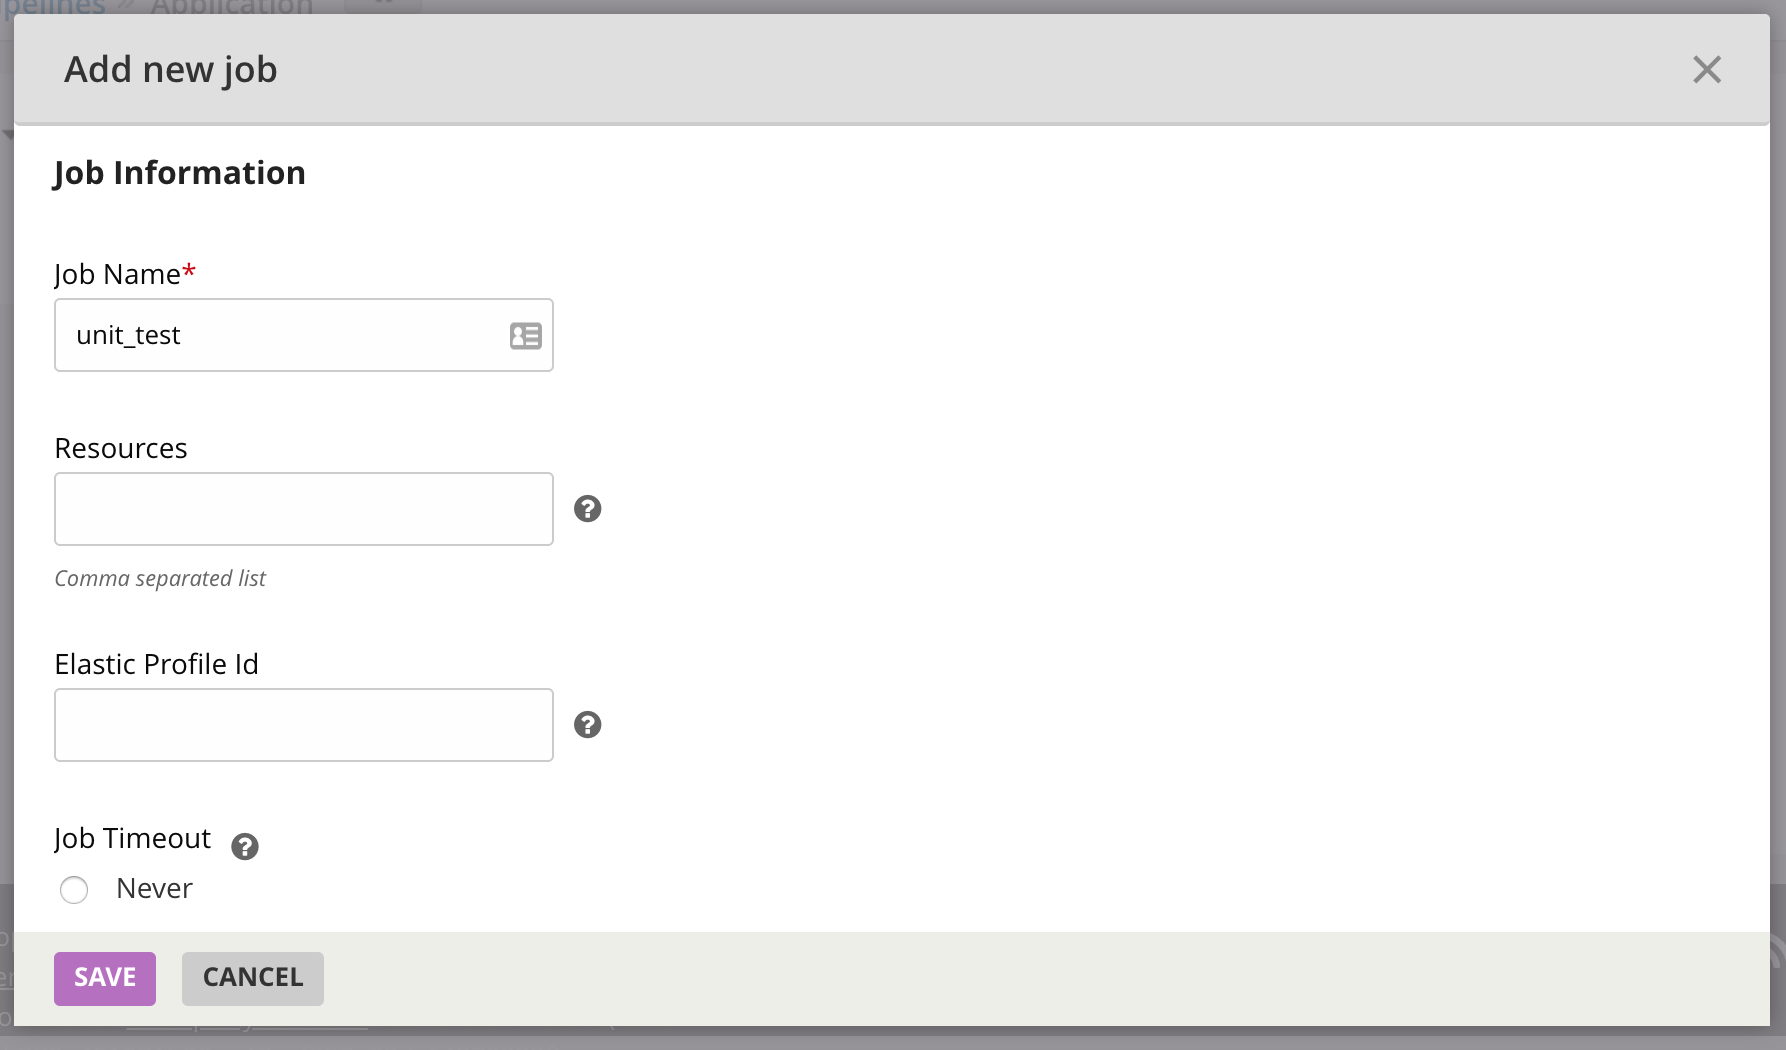 Application
Add new job
Job Information
Job Name*
unit_test
Resources
Comma separated list
Elastic Profile Id
Job Timeout
Never
SAVE CANCEL